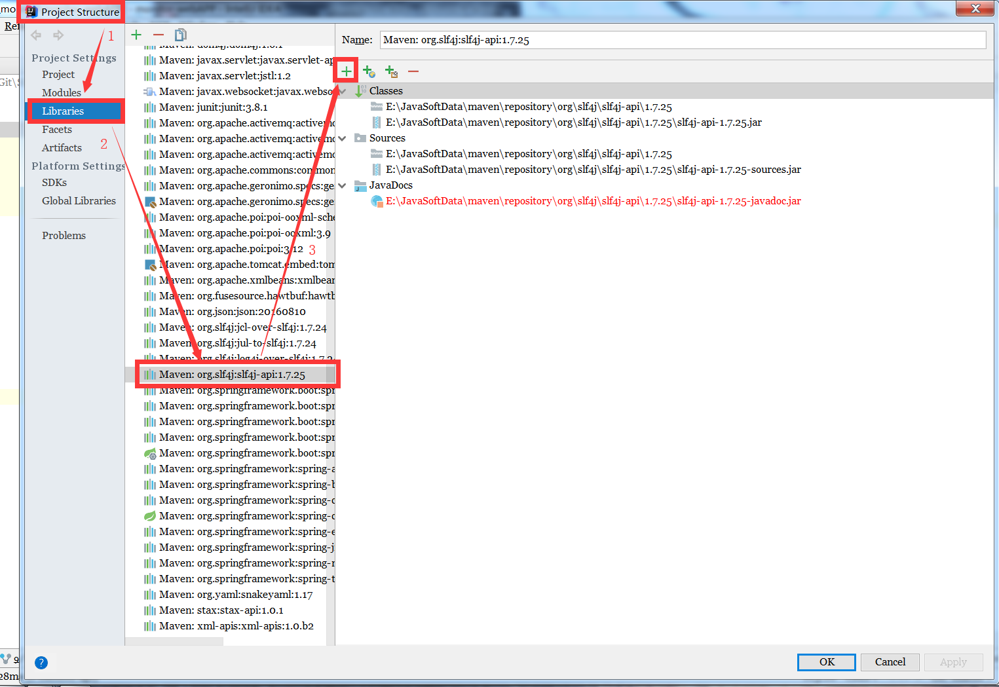 _mo
Project Structure
Ref
1
Project Settings
Project
Modules
Libraries
Facets
Artifacts
2
Platform Settings
SDKs
Global Libraries
Problems
Git\S
Maven: dom4j:dom4j:1.6.1
Maven: javax.servlet:javax.servlet-ap
Maven: javax.servlet:jstl:1.2
Maven: javax.websocket:javax.webso
Maven: junit:junit:3.8.1
Maven: org.apache.activemq:activemo
Maven: org.apache.activemq:activemo
Maven: org.apache.activemq:activemo
Maven: org.apache.commons:common
Maven: org.apache.geronimo.specs:ge
Maven: org.apache.geronimo.specs:ge
Maven: org.apache.poi:poi-ooxml-sche
Maven: org.apache.poi:poi-ooxml:3.9
Maven: org.apache.poi:poi:3.12
3
Maven: org.apache.tomcat.embed:tom
Maven: org.apache.xmlbeans:xmlbear
Maven: org.fusesource.hawtbuf:hawtb
Maven: org.json:json:20160810
Maven: org.slf4j:jcl-over-slf4j:1.7.24
Maven: org.slf4j:jul-to-slf4j:1.7.24
Maven: org.slf4j:log4j-over-slf4j:1.7.2
Maven: org.slf4j:slf4j-api:1.7.25
Maven: org.springframework.boot:spr
Maven: org.springframework.boot:spr
Maven: org.springframework.boot:spr
Maven: org.springframework.boot:spr
Maven: org.springframework.boot:spr
Maven: org.springframework:spring-a
Maven: org.springframework:spring-b
Maven: org.springframework:spring-c
Maven: org.springframework:spring-c
Maven: org.springframework:spring-e
Maven: org.springframework:spring-j
Maven: org.springframework:spring-r
Maven: org.springframework:spring-t
Maven: org.yaml:snakeyaml:1.17
Maven: stax:stax-api:1.0.1
Maven: xml-apis:xml-apis:1.0.b2
Name: Maven: org.slf4j:slf4j-api:1.7.25
Classes
E:\JavaSoftData\maven\repository\org\slf4j\slf4j-api\1.7.25
E:\JavaSoftData\maven\repository\org\slf4j\slf4j-api\1.7.25\slf4j-api-1.7.25.jar
Sources
E:\JavaSoftData\maven\repository\org\slf4j\slf4j-api\1.7.25
E:\JavaSoftData\maven\repository\org\slf4j\slf4j-api\1.7.25\slf4j-api-1.7.25-sources.jar
JavaDocs
E:\JavaSoftData\maven\repository\org\slf4j\slf4j-api\1.7.25\slf4j-api-1.7.25-javadoc.jar
9
28m
?
OK
Cancel
Apply